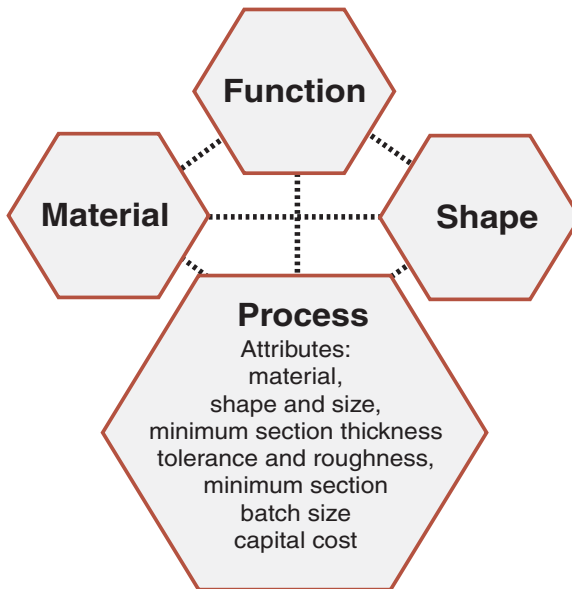 Function
Material
Shape
Process
Attributes:
material,
shape and size,
minimum section thickness
tolerance and roughness,
minimum section
batch size
capital cost